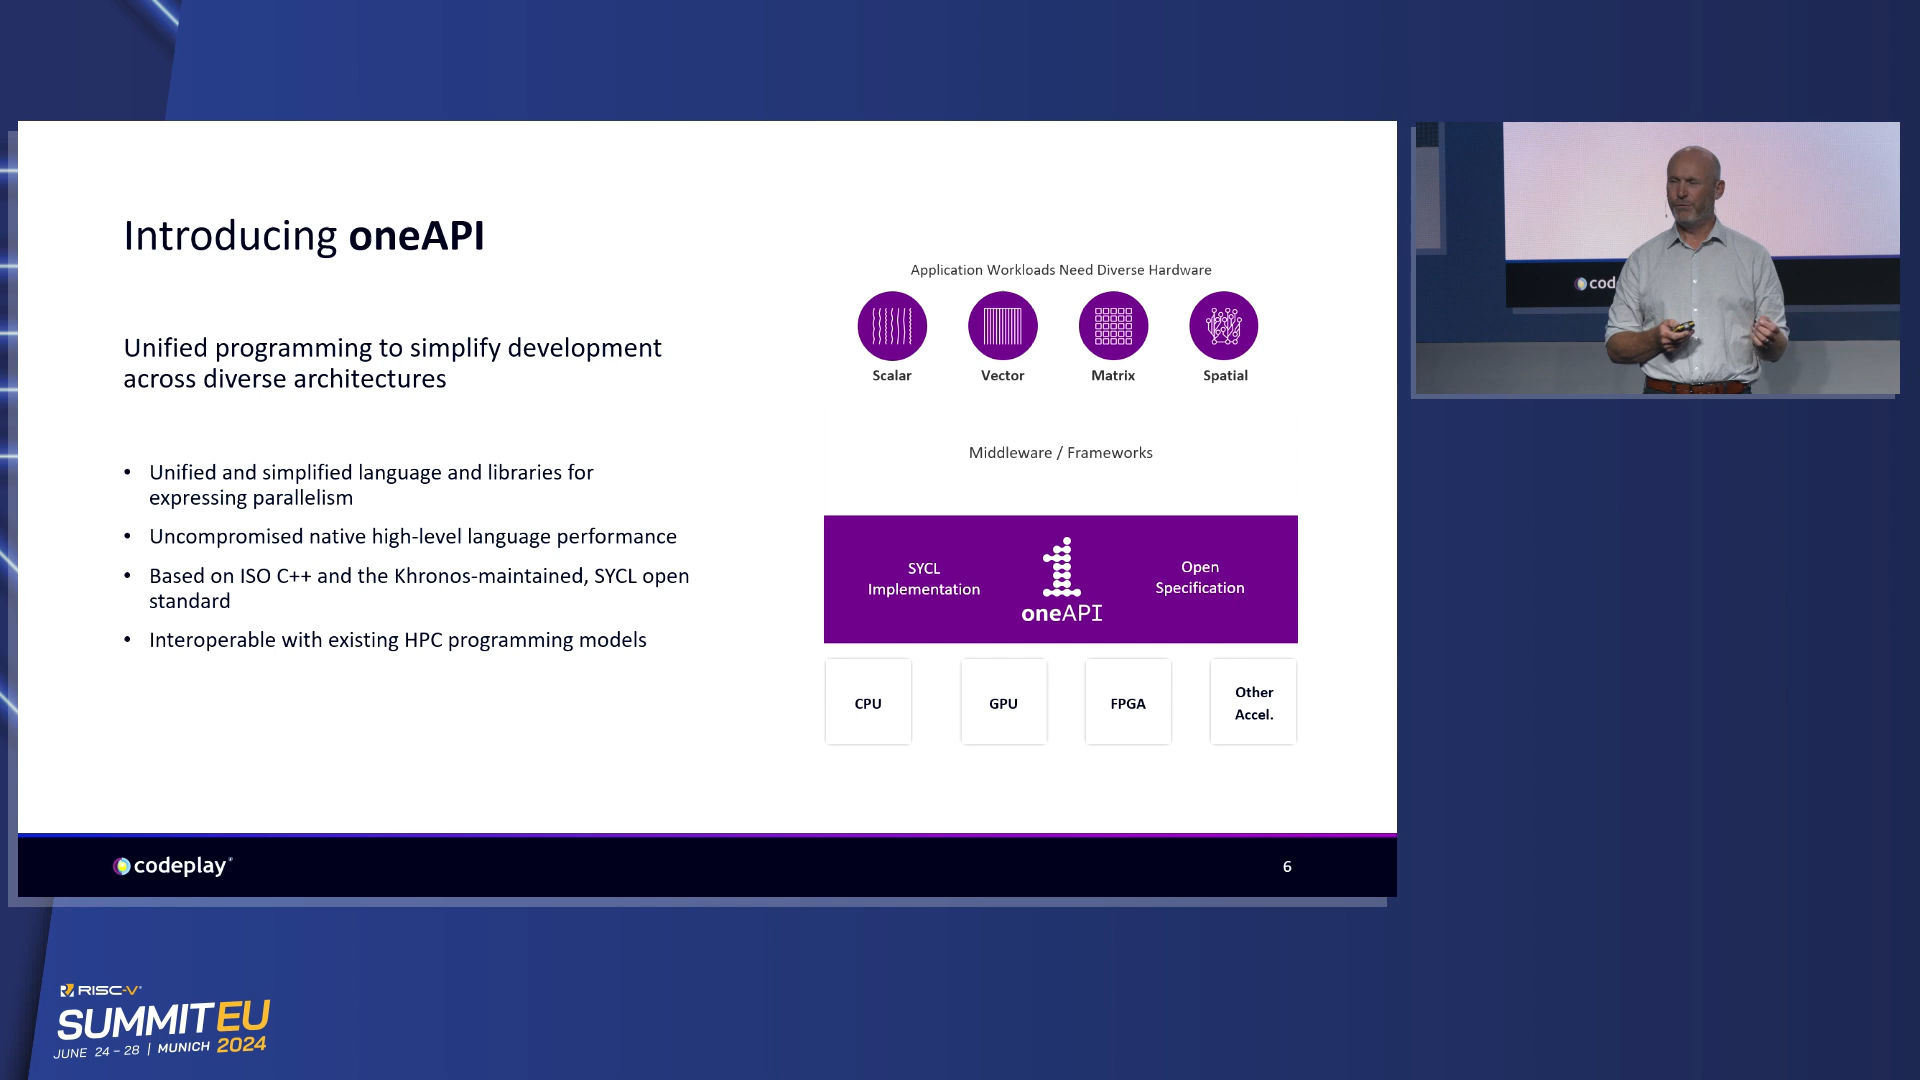 Introducing oneAPI
Unified programming to simplify development
across diverse architectures
• Unified and simplified language and libraries for
expressing parallelism
• Uncompromised native high-level language performance
• Based on ISO C++ and the Khronos-maintained, SYCL open
standard
• Interoperable with existing HPC programming models
Application Workloads Need Diverse Hardware
Scalar
Vector
Matrix
Spatial
Middleware / Frameworks
SYCL
Implementation
oneAPI
Open
Specification
CPU
GPU
FPGA
Other
Accel.
codeplay®
6
cod
RISC-V®
SUMMIT EU
JUNE 24 – 28 | MUNICH 2024